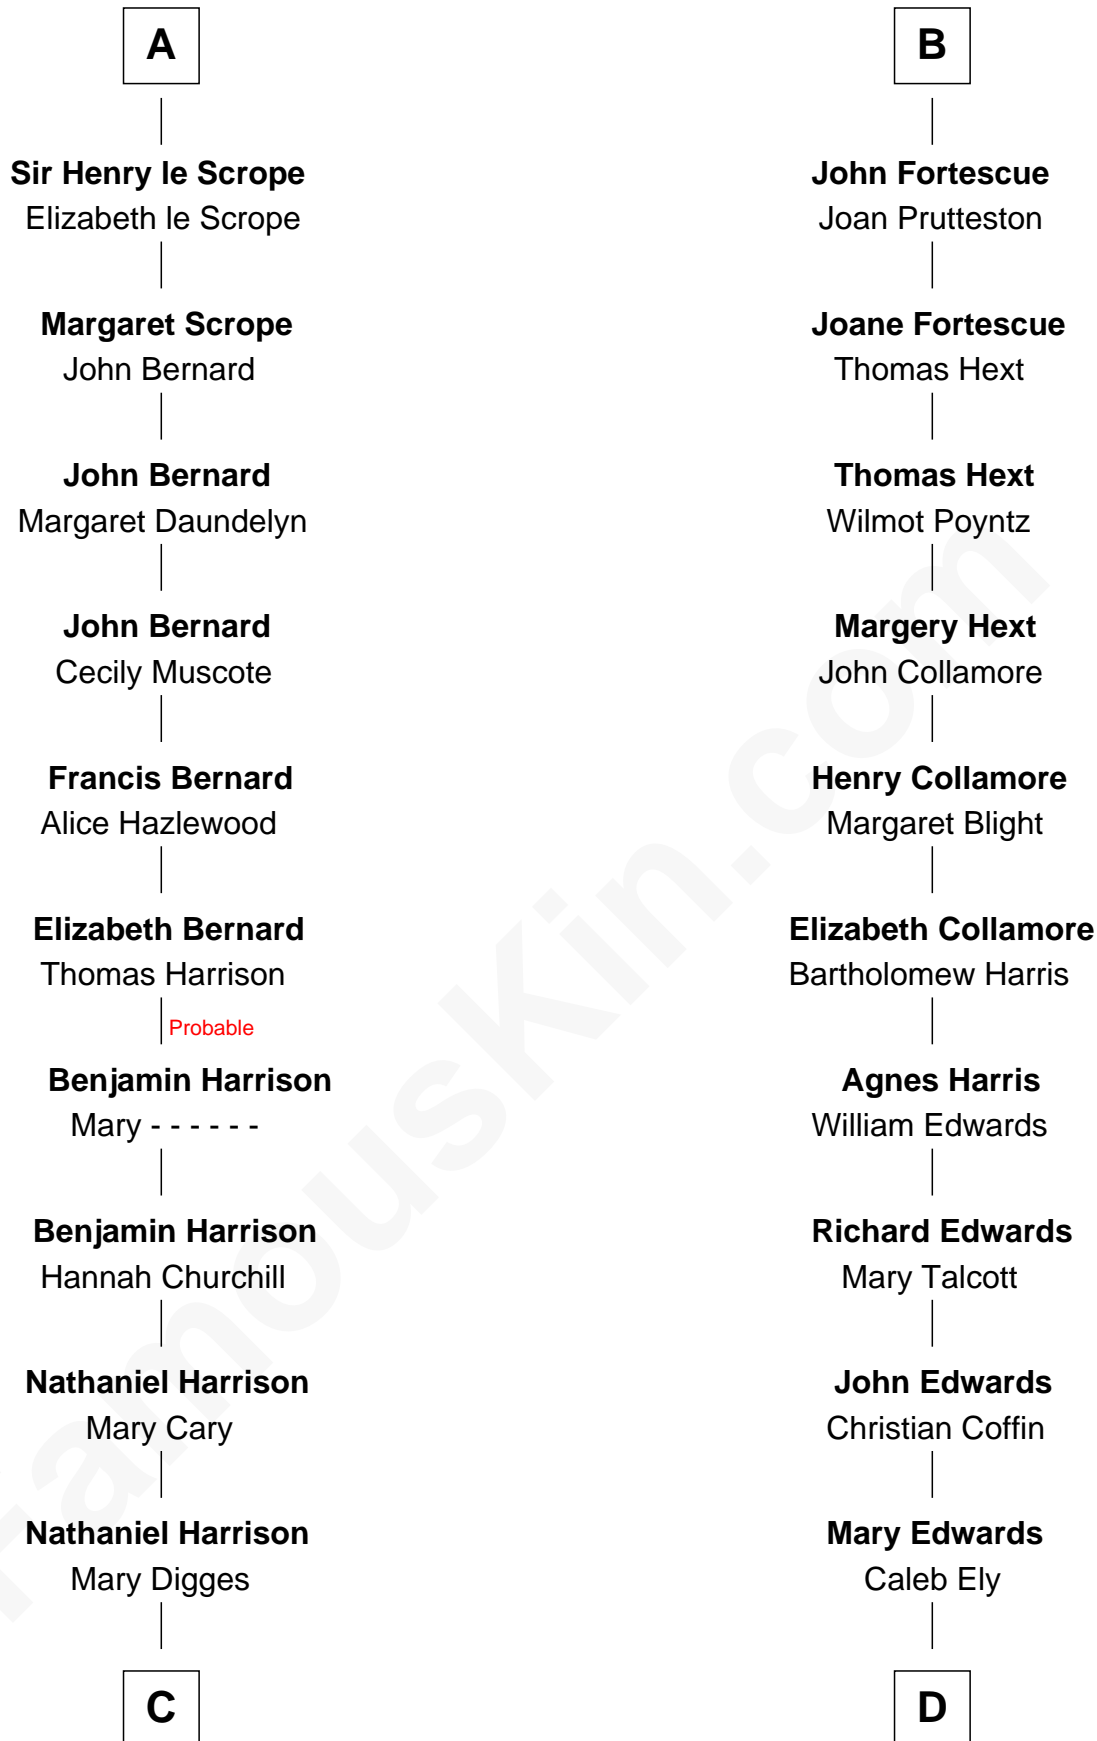 A
Sir Henry le Scrope
Elizabeth le Scrope
Margaret Scrope
John Bernard
John Bernard
Margaret Daundelyn
John Bernard
Cecily Muscote
Francis Bernard
Alice Hazlewood
Elizabeth Bernard
Thomas Harrison
Probable
Benjamin Harrison
Mary - - - - - -
Benjamin Harrison
Hannah Churchill
Nathaniel Harrison
Mary Cary
Nathaniel Harrison
Mary Digges
C
B
John Fortescue
Joan Prutteston
Joane Fortescue
Thomas Hext
Thomas Hext
Wilmot Poyntz
Margery Hext
John Collamore
Henry Collamore
Margaret Blight
Elizabeth Collamore
Bartholomew Harris
Agnes Harris
William Edwards
Richard Edwards
Mary Talcott
John Edwards
Christian Coffin
Mary Edwards
Caleb Ely
D
FamousKin.com